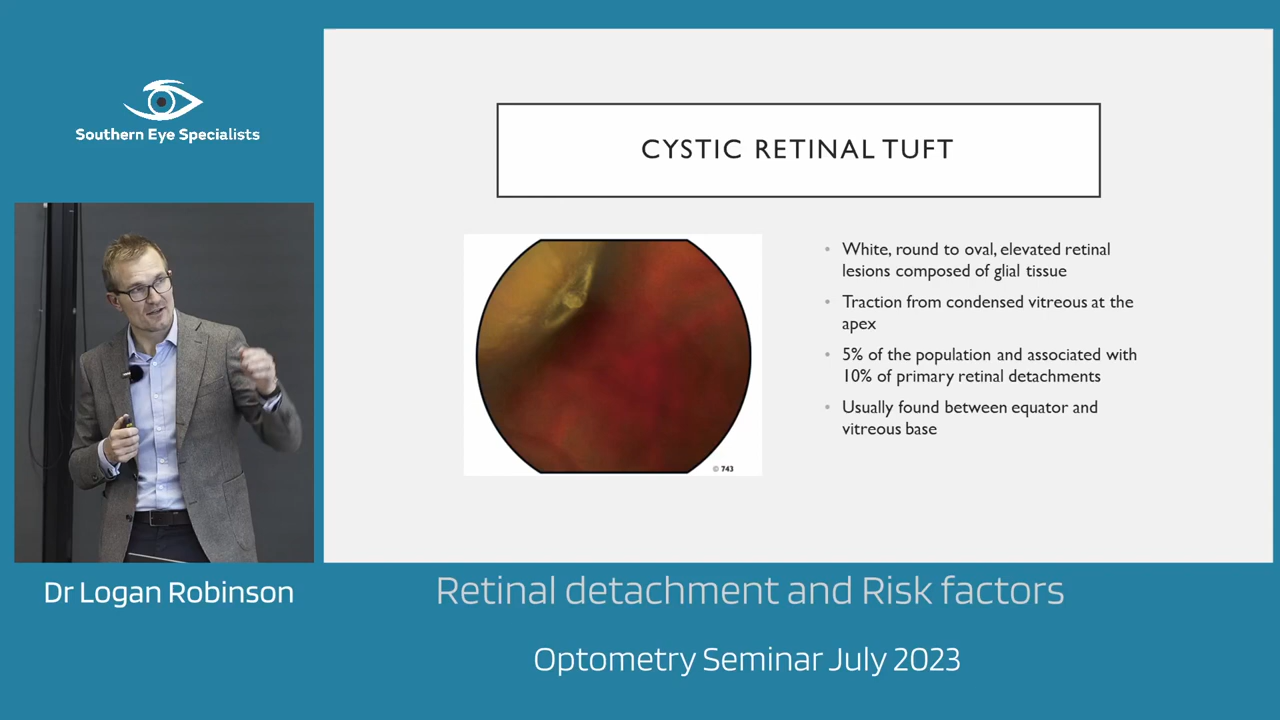 Southern Eye Specialists
CYSTIC RETINAL TUFT
• White, round to oval, elevated retinal
lesions composed of glial tissue
• Traction from condensed vitreous at the
apex
• 5% of the population and associated with
10% of primary retinal detachments
• Usually found between equator and
vitreous base
© 743
Dr Logan Robinson
Retinal detachment and Risk factors
Optometry Seminar July 2023